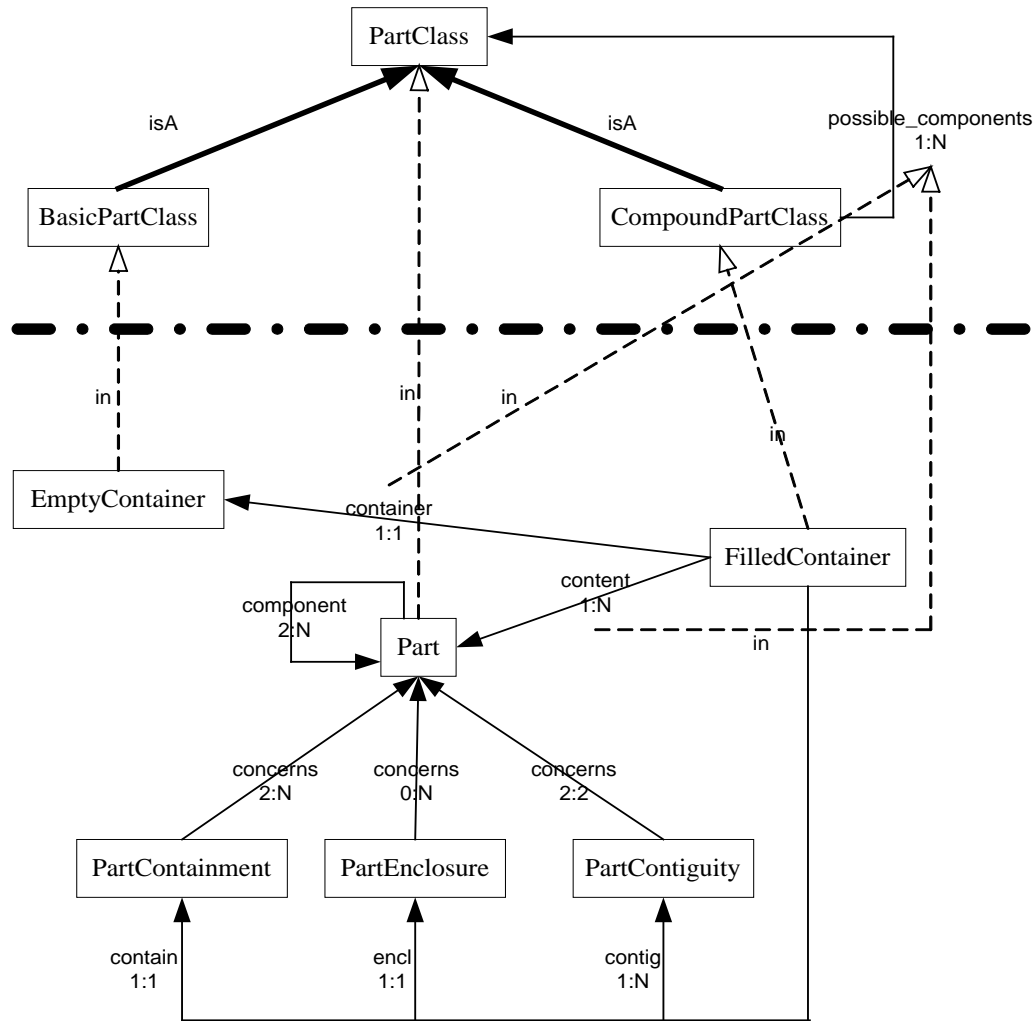 PartClass
isA
isA
possible_components
1:N
BasicPartClass
CompoundPartClass
in
in
in
in
EmptyContainer
container
1:1
FilledContainer
content
1:N
component
2:N
Part
in
concerns
2:N
concerns
0:N
concerns
2:2
PartContainment
PartEnclosure
PartContiguity
contain
1:1
encl
1:1
contig
1:N